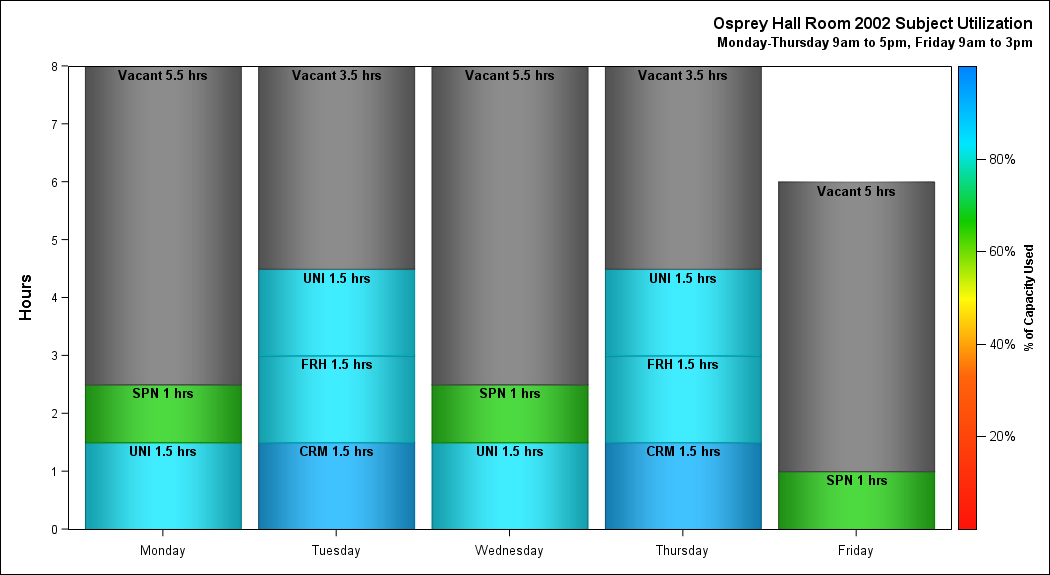 Osprey Hall Room 2002 Subject Utilization
Monday-Thursday 9am to 5pm, Friday 9am to 3pm
Hours
8
7
6
5
4
3
2
1
0
Vacant 5.5 hrs
SPN 1 hrs
UNI 1.5 hrs
Vacant 3.5 hrs
UNI 1.5 hrs
FRH 1.5 hrs
CRM 1.5 hrs
Vacant 5.5 hrs
SPN 1 hrs
UNI 1.5 hrs
Vacant 3.5 hrs
UNI 1.5 hrs
FRH 1.5 hrs
CRM 1.5 hrs
Vacant 5 hrs
SPN 1 hrs
Monday
Tuesday
Wednesday
Thursday
Friday
80%
60%
40%
20%
% of Capacity Used